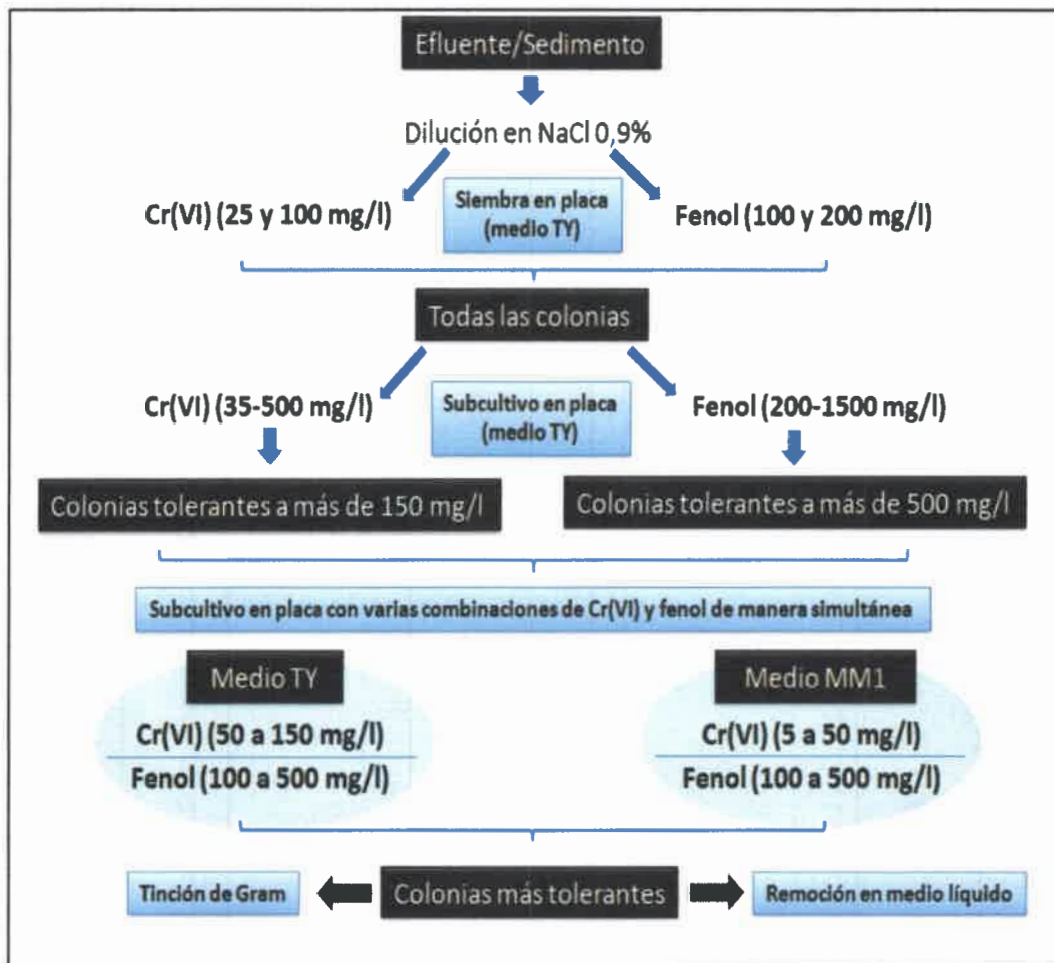 Efluente/Sedimento
Dilución en NaCl 0,9%
Cr(VI) (25 y 100 mg/l)
Siembra en placa
(medio TY)
Fenol (100 y 200 mg/l)
Todas las colonias
Cr(VI) (35-500 mg/l)
Subcultivo en placa
(medio TY)
Fenol (200-1500 mg/l)
Colonias tolerantes a más de 150 mg/l
Colonias tolerantes a más de 500 mg/l
Subcultivo en placa con varias combinaciones de Cr(VI) y fenol de manera simultánea
Medio TY
Cr(VI) (50 a 150 mg/l)
Fenol (100 a 500 mg/l)
Medio MM1
Cr(VI) (5 a 50 mg/l)
Fenol (100 a 500 mg/l)
Tinción de Gram
Colonias más tolerantes
Remoción en medio líquido